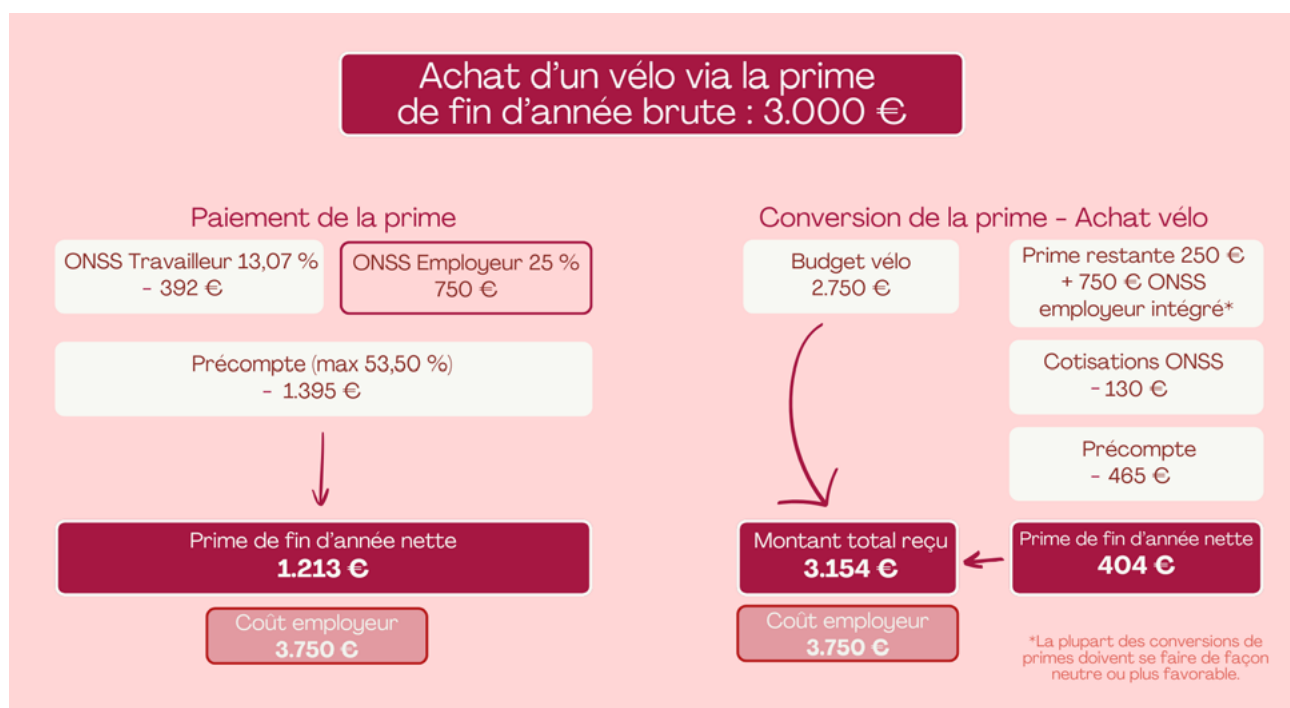 Achat d'un vélo via la prime
de fin d'année brute : 3.000 €
Paiement de la prime
ONSS Travailleur 13,07 %
- 392 €
ONSS Employeur 25 %
750 €
Précompte (max 53,50 %)
- 1.395 €
Prime de fin d'année nette
1.213 €
Coût employeur
3.750 €
Conversion de la prime - Achat vélo
Budget vélo
2.750 €
Prime restante 250 €
+ 750 € ONSS
employeur intégré*
Cotisations ONSS
- 130 €
Précompte
- 465 €
Montant total reçu
3.154 €
Prime de fin d'année nette
404 €
Coût employeur
3.750 €
*La plupart des conversions de
primes doivent se faire de façon
neutre ou plus favorable.